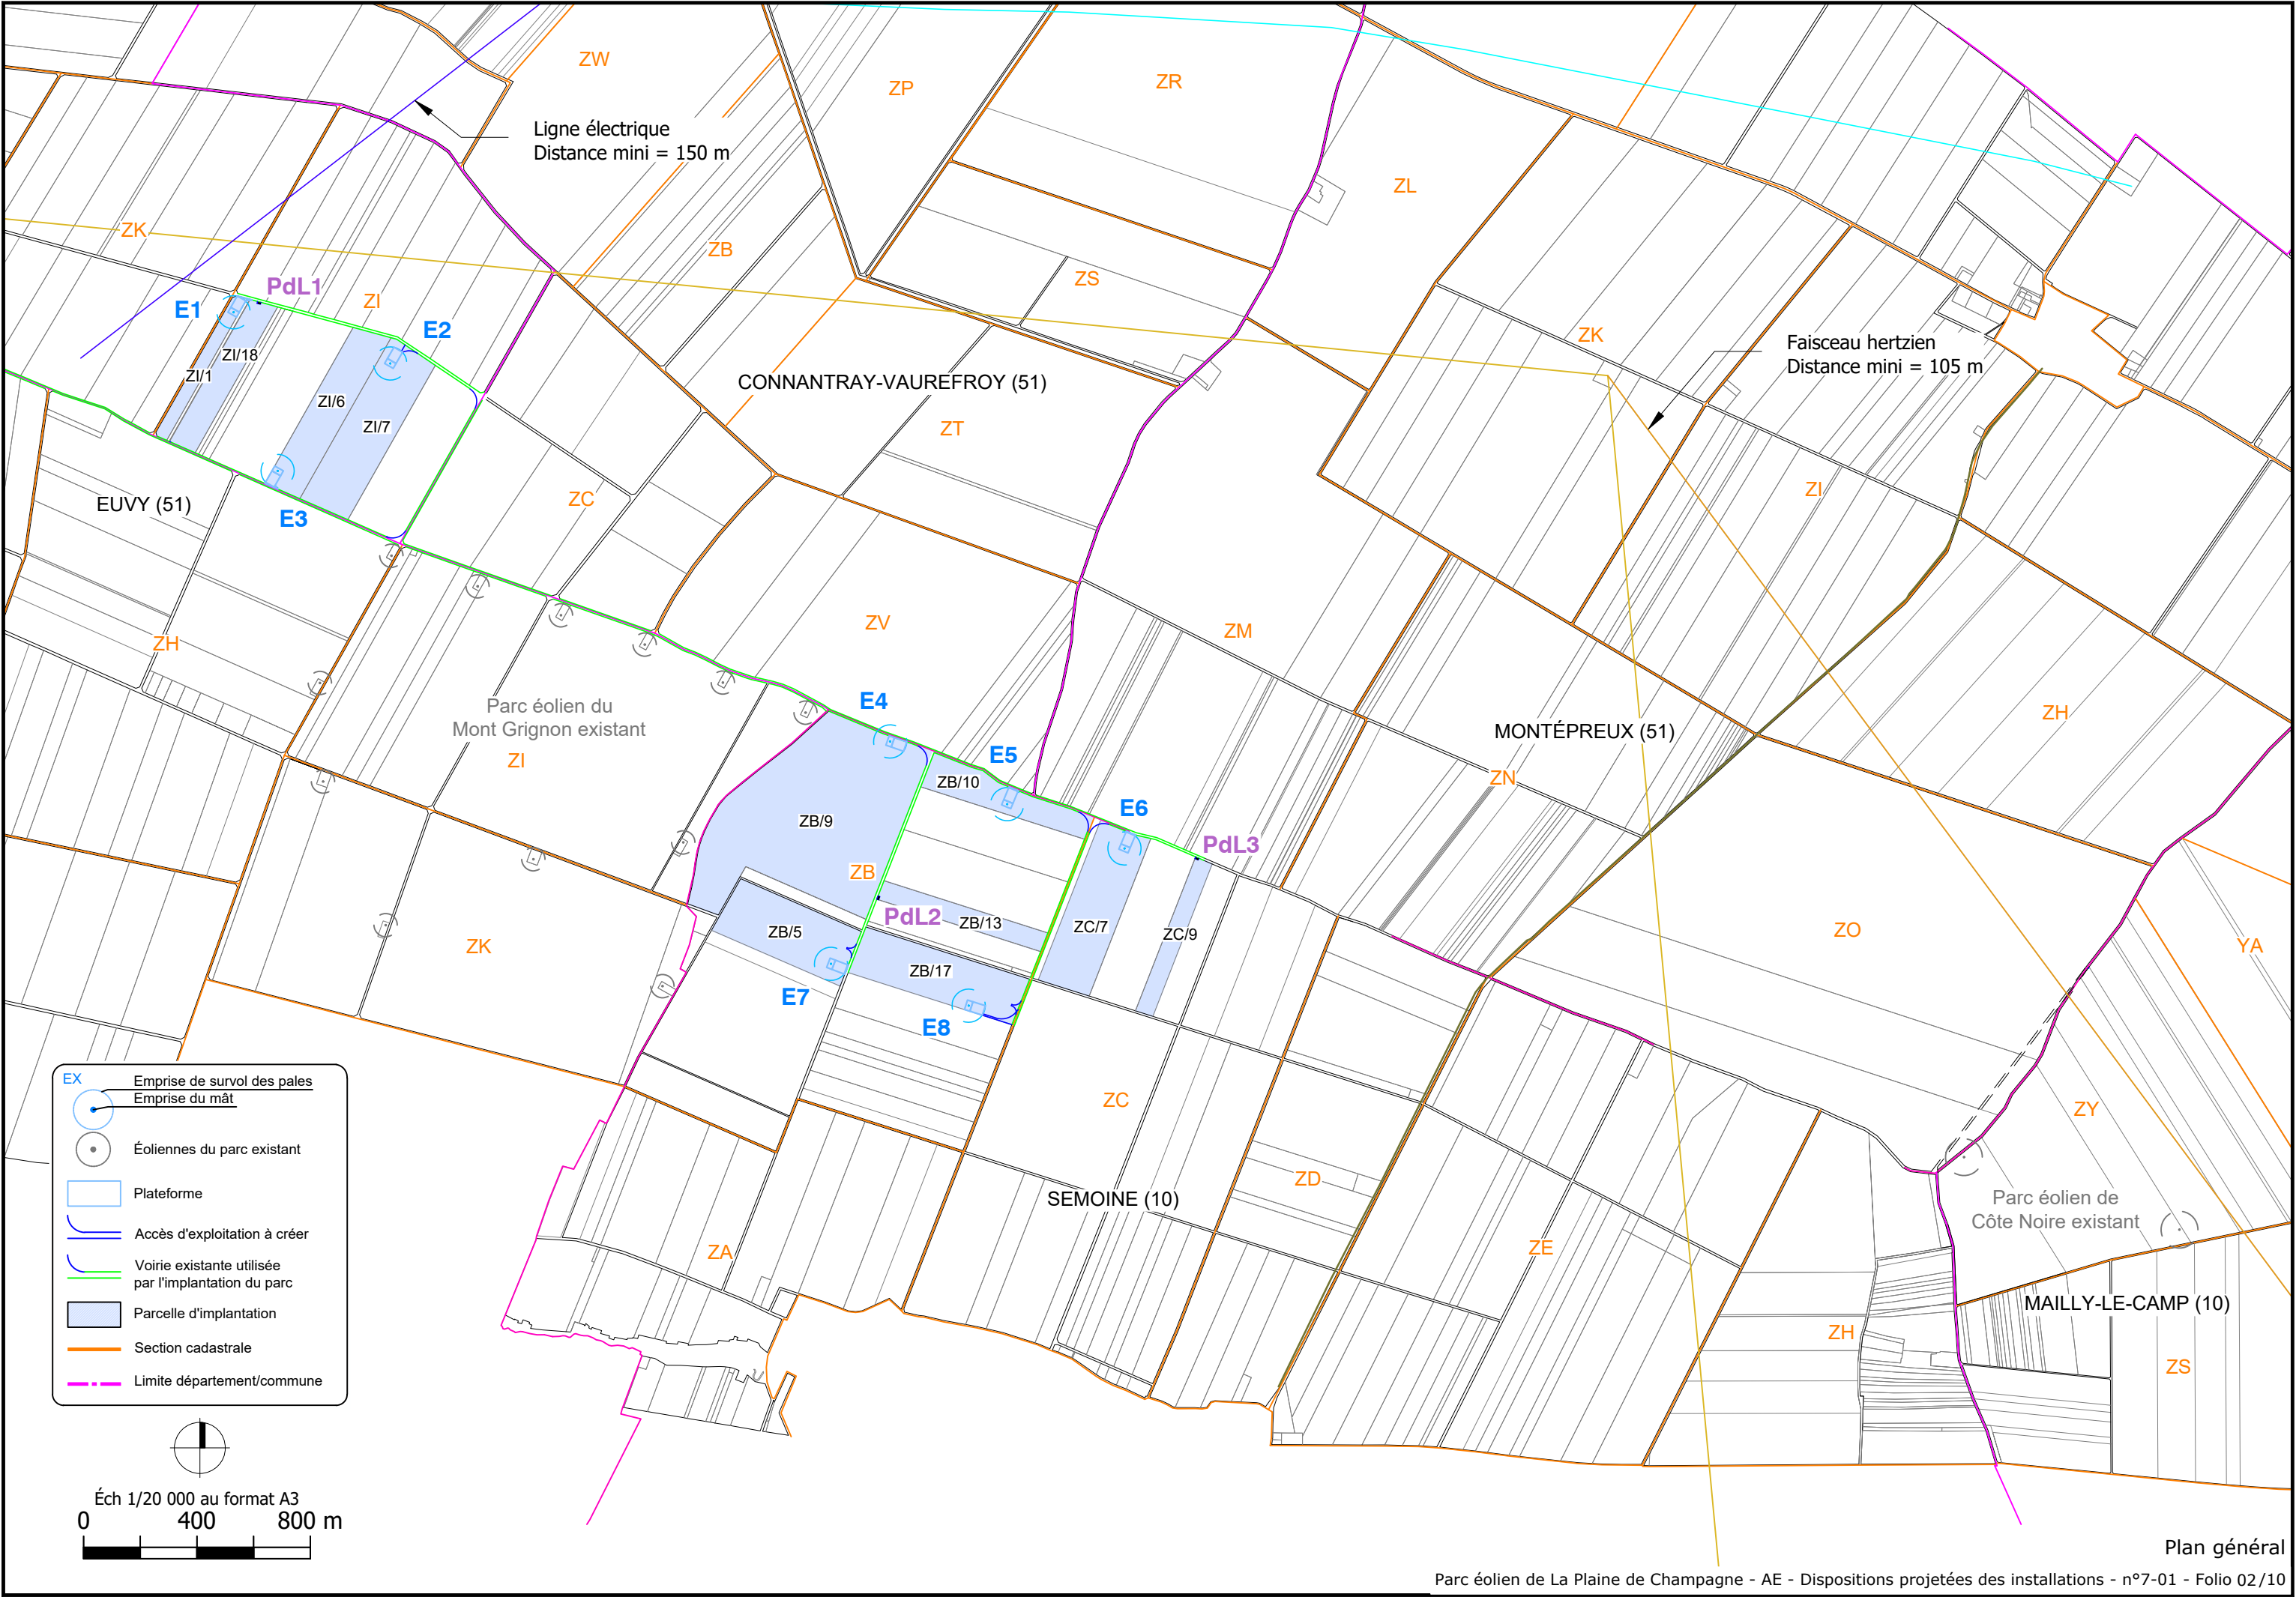 ZW
ZP
ZR
Ligne électrique
Distance mini = 150 m
ZL
ZK
ZB
ZS
PdL1
E1
ZI
E2
ZK
Faisceau hertzien
Distance mini = 105 m
ZI/18
ZI/1
CONNANTRAY-VAUREFROY (51)
ZI/6
ZI/7
ZT
ZI
EUVY (51)
E3
ZC
ZV
ZM
ZH
Parc éolien du
Mont Grignon existant
ZI
E4
MONTÉPREUX (51)
ZH
E5
ZB/10
ZN
ZB/9
E6
PdL3
ZB
PdL2
ZB/13
ZC/7
ZC/9
ZB/5
ZB/17
ZO
YA
ZK
E7
E8
ZC
ZY
ZD
SEMOINE (10)
Parc éolien de
Côte Noire existant
ZA
ZE
MAILLY-LE-CAMP (10)
ZH
ZS
EX
Emprise de survol des pales
Emprise du mât
Éoliennes du parc existant
Plateforme
Accès d'exploitation à créer
Voirie existante utilisée
par l'implantation du parc
Parcelle d'implantation
Section cadastrale
Limite département/commune
Éch 1/20 000 au format A3
0 400 800 m
Plan général
Parc éolien de La Plaine de Champagne - AE - Dispositions projetées des installations - n°7-01 - Folio 02/10